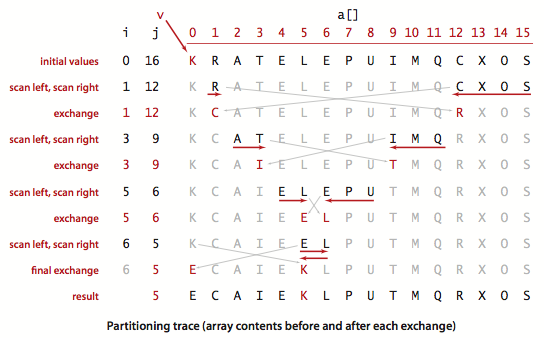 v a[]
i j 0 1 2 3 4 5 6 7 8 9 10 11 12 13 14 15
initial values 0 16 K R A T E L E P U I M Q C X O S
scan left, scan right 1 12 K R A T E L E P U I M Q C X O S
exchange 1 12 K C A T E L E P U I M Q R X O S
scan left, scan right 3 9 K C A T E L E P U I M Q R X O S
exchange 3 9 K C A I E L E P U T M Q R X O S
scan left, scan right 5 6 K C A I E L E P U T M Q R X O S
exchange 5 6 K C A I E E L P U T M Q R X O S
scan left, scan right 6 5 K C A I E E L P U T M Q R X O S
final exchange 6 5 E C A I E K L P U T M Q R X O S
result 5 E C A I E K L P U T M Q R X O S
Partitioning trace (array contents before and after each exchange)